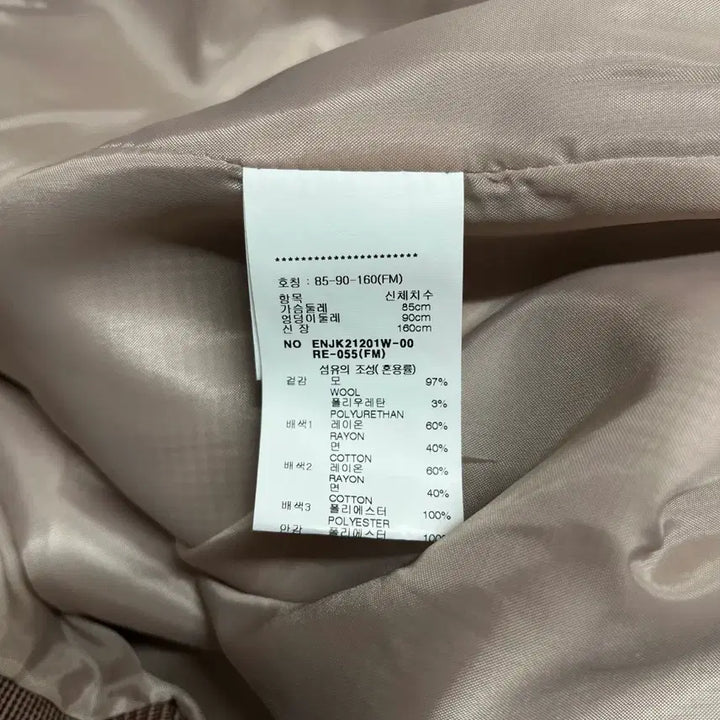 ************************
호칭 : 85-90-160(FM)
항목 신체치수
가슴둘레 85cm
엉덩이둘레 90cm
신 장 160cm
NO ENJK21201W-00
RE-055(FM)
섬유의 조성(혼용률)
겉감 모 97%
WOOL
폴리우레탄 3%
POLYURETHAN
배색1 레이온 60%
RAYON
면 40%
COTTON
배색2 레이온 60%
RAYON
면 40%
COTTON
배색3 폴리에스터 100%
POLYESTER
안감 폴리에스터 100%